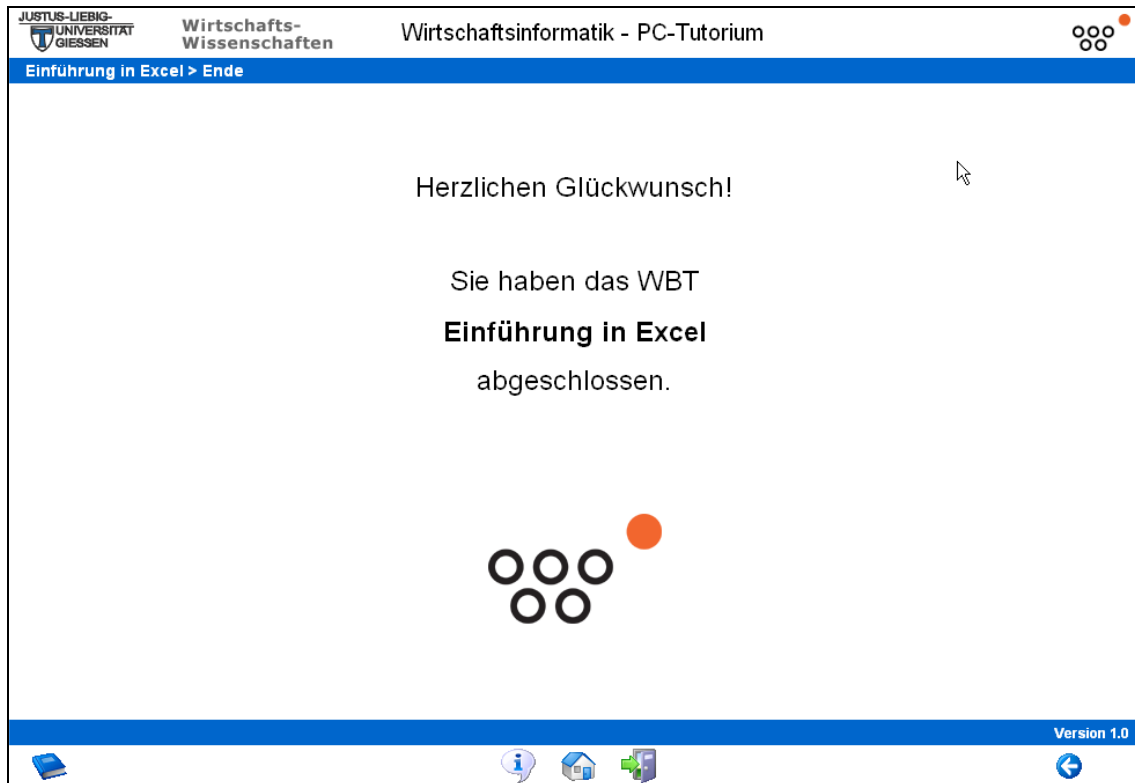 JUSTUS-LIEBIG-
UNIVERSITÄT
GIESSEN
Wirtschafts-
Wissenschaften
Wirtschaftsinformatik - PC-Tutorium
Einführung in Excel > Ende
Herzlichen Glückwunsch!
Sie haben das WBT
Einführung in Excel
abgeschlossen.
Version 1.0